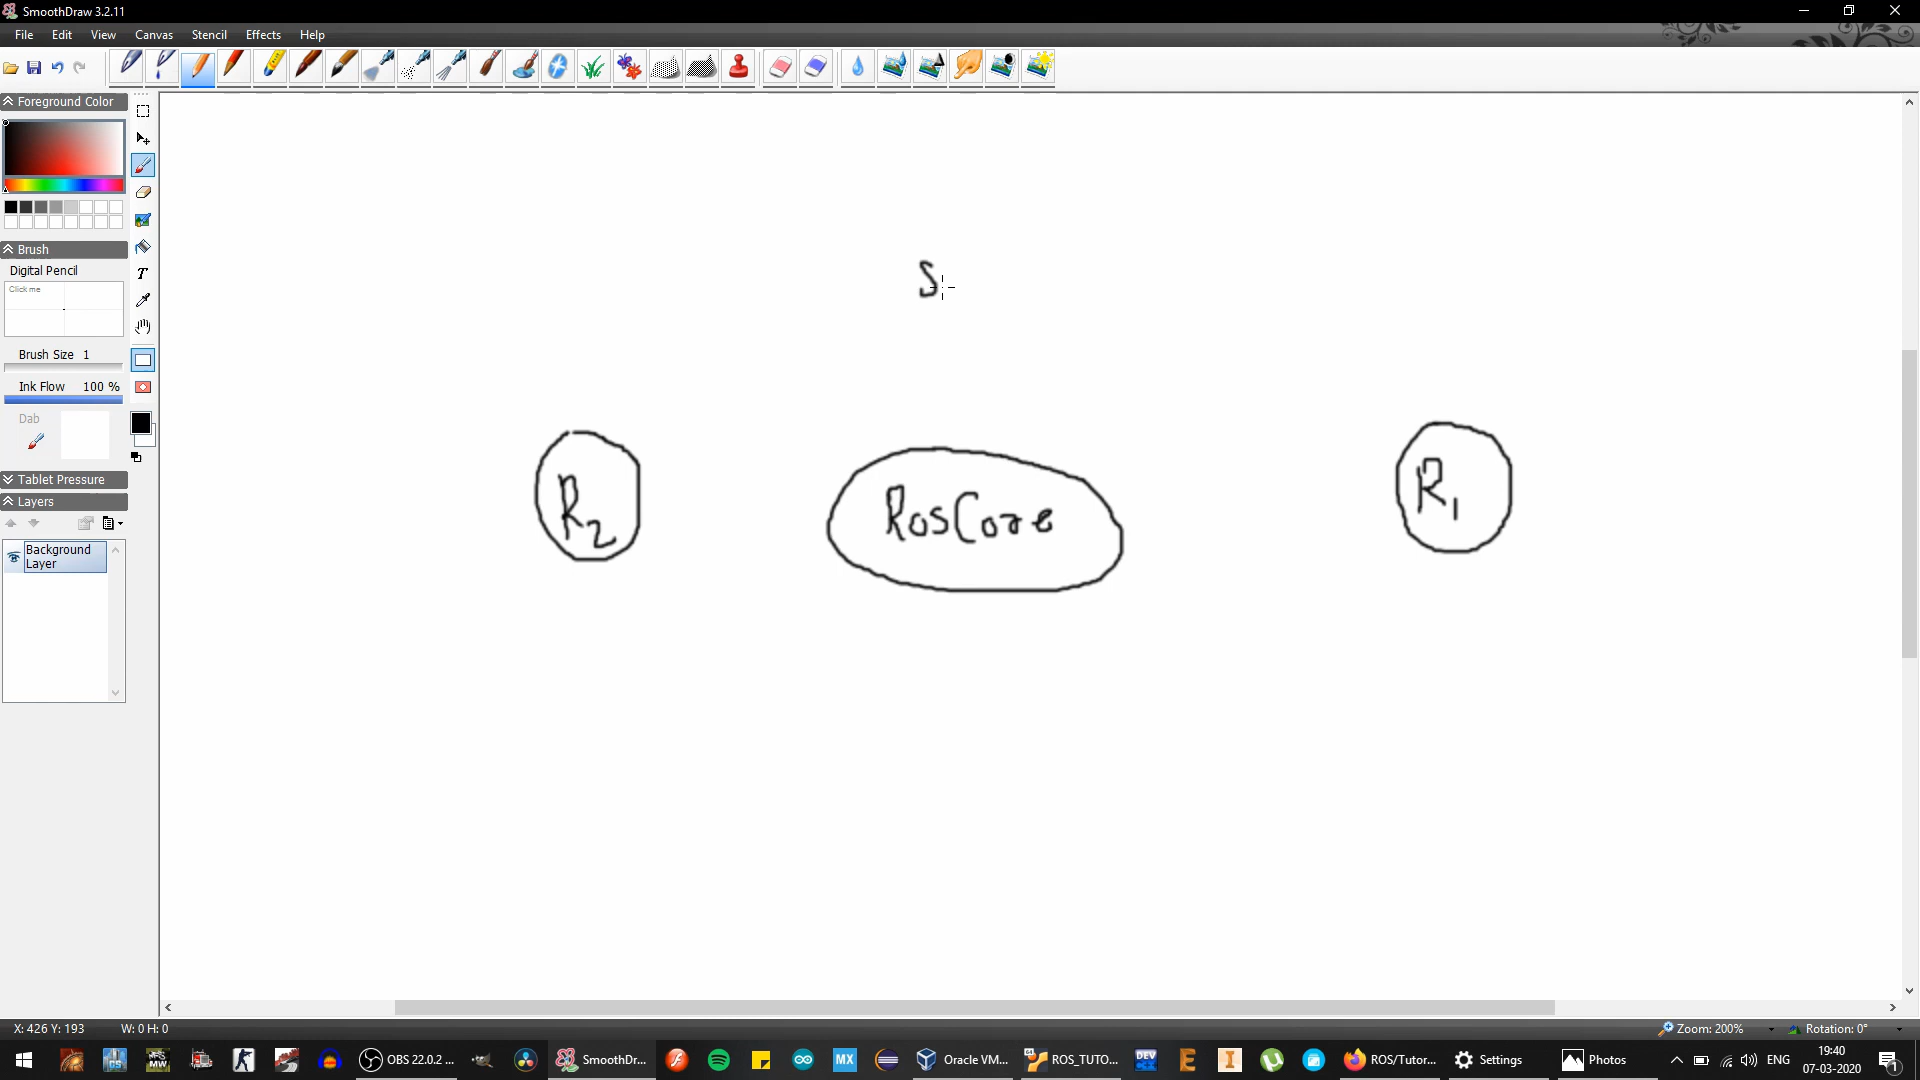 SmoothDraw 3.2.11
File Edit View Canvas Stencil Effects Help
Foreground Color
Brush
Digital Pencil
Click me
Brush Size 1
Ink Flow 100 %
Dab
Tablet Pressure
Layers
Background
Layer
S
R2
RosCore
R1
X: 426 Y: 193 W: 0 H: 0
Zoom: 200% Rotation: 0°
OBS 22.0.2 ... SmoothDr... MX Oracle VM... ROS_TUTO... DEV ROS/Tutor... Settings Photos ENG
19:40
07-03-2020